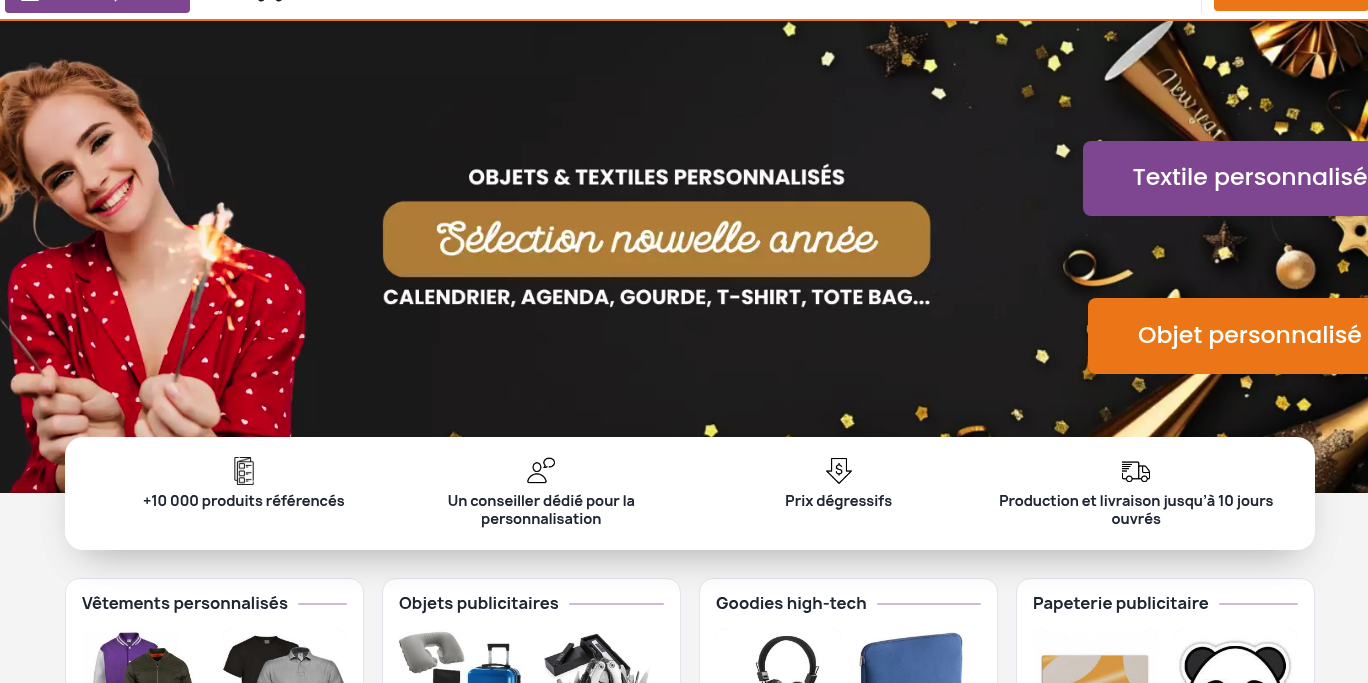 New Year
OBJETS & TEXTILES PERSONNALISÉS
Sélection nouvelle année
CALENDRIER, AGENDA, GOURDE, T-SHIRT, TOTE BAG...
Textile personnalisé
Objet personnalisé
+10 000 produits référencés
Un conseiller dédié pour la
personnalisation
Prix dégressifs
Production et livraison jusqu'à 10 jours
ouvrés
Vêtements personnalisés
Objets publicitaires
Goodies high-tech
Papeterie publicitaire